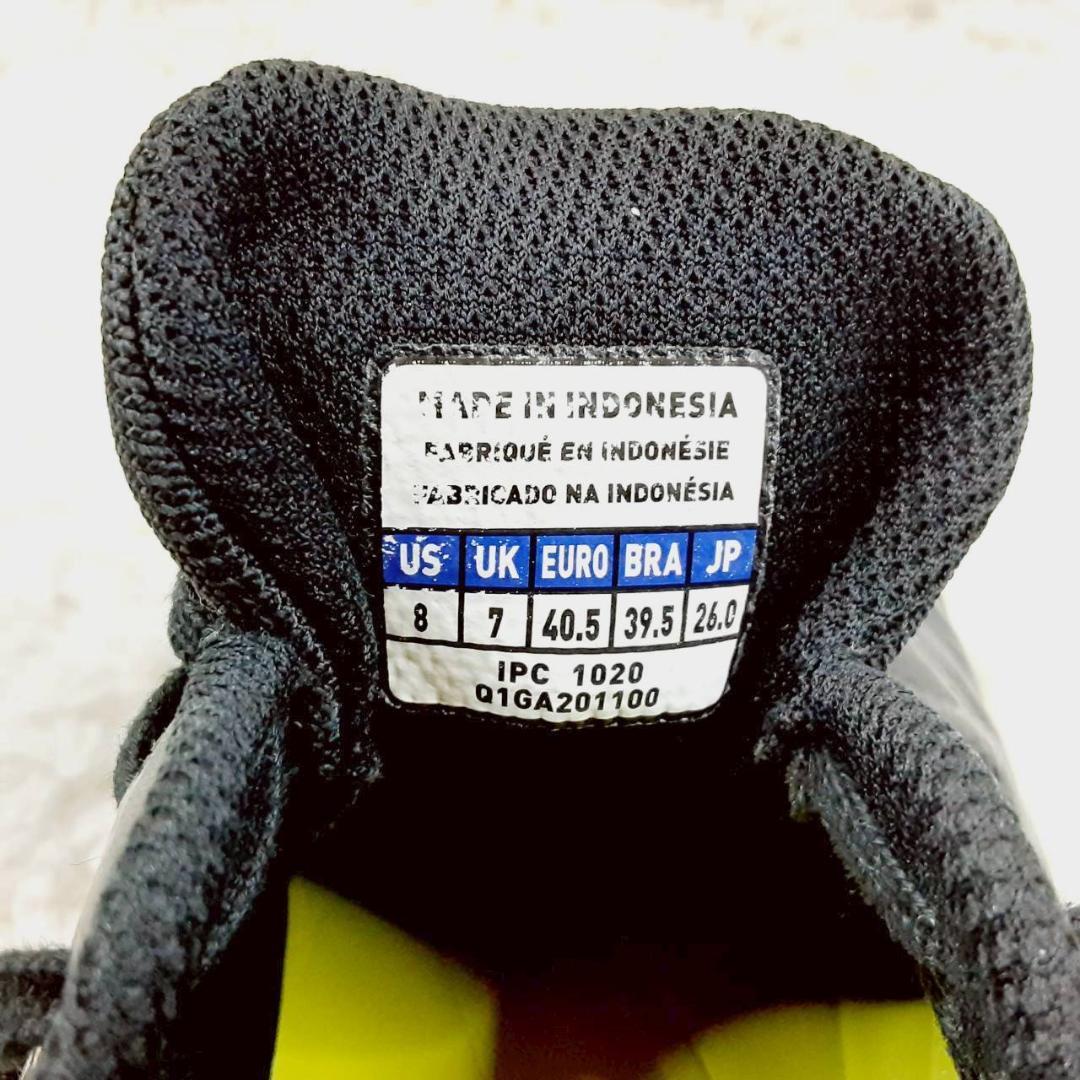 MADE IN INDONESIA
FABRIQUÉ EN INDONÉSIE
FABRICADO NA INDONÉSIA
US UK EURO BRA JP
8 7 40.5 39.5 26.0
IPC 1020
Q1GA201100